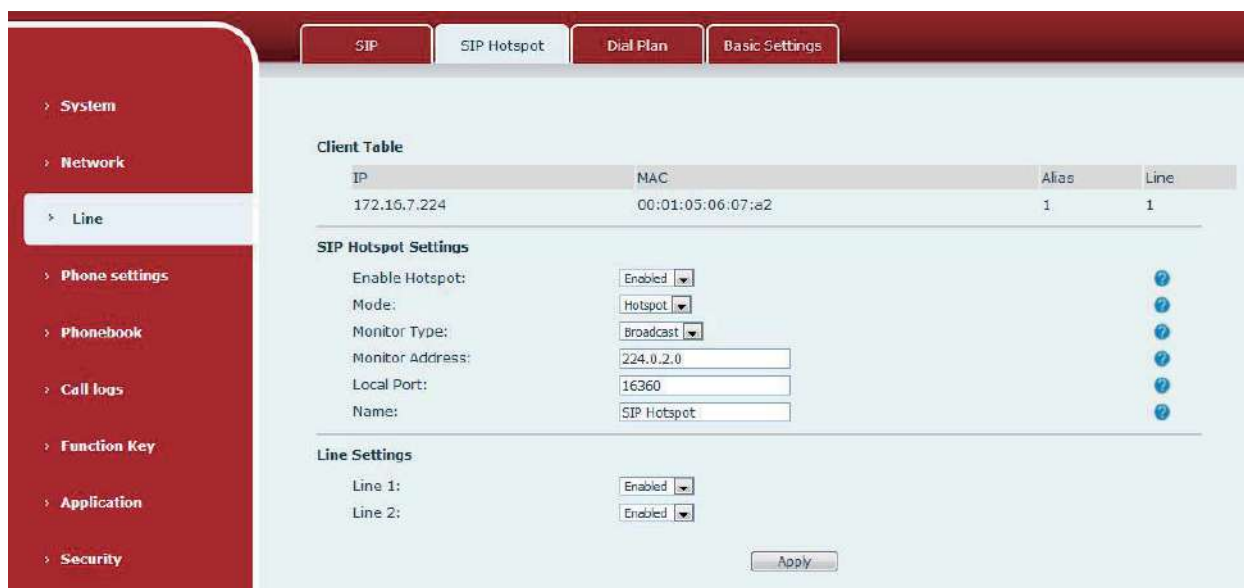 SIP SIP Hotspot Dial Plan Basic Settings
System
Network
Line
Phone settings
Phonebook
Call logs
Function Key
Application
Security
Client Table
IP MAC Alias Line
172.16.7.224 00:01:05:06:07:a2 1 1
SIP Hotspot Settings
Enable Hotspot: Enabled
Mode: Hotspot
Monitor Type: Broadcast
Monitor Address: 224.0.2.0
Local Port: 16360
Name: SIP Hotspot
Line Settings
Line 1: Enabled
Line 2: Enabled
Apply